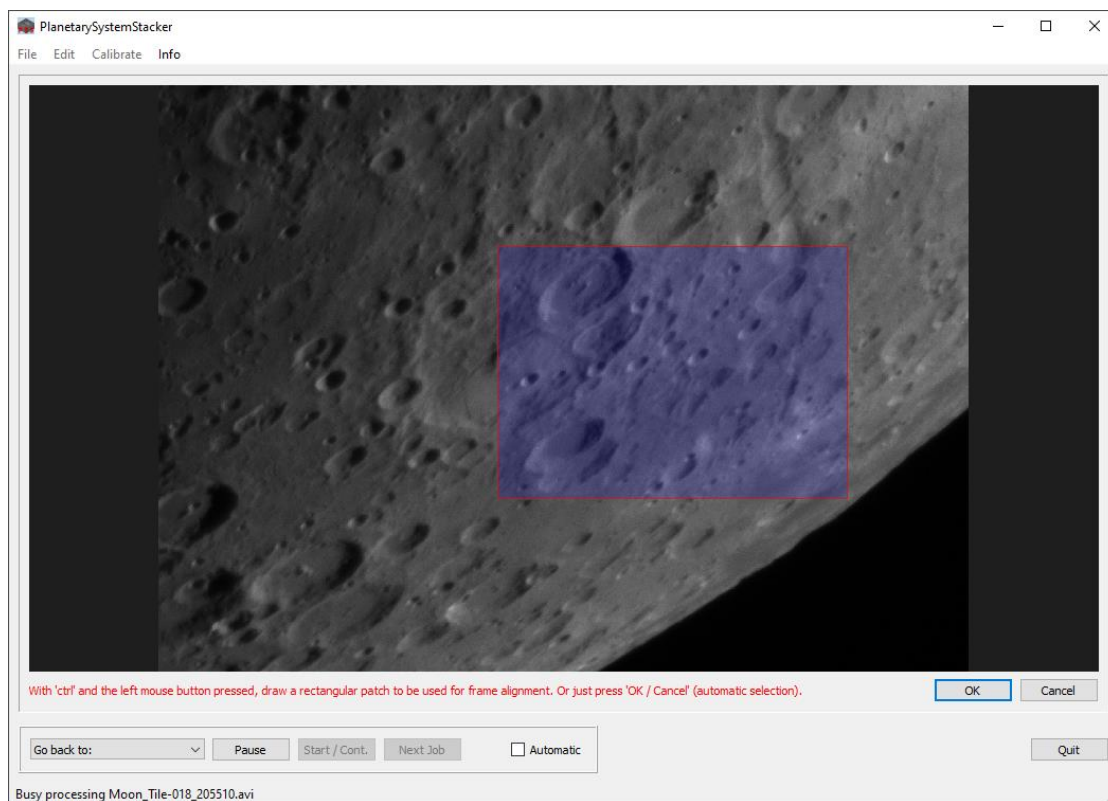 PlanetarySystemStacker
File Edit Calibrate Info
With 'ctrl' and the left mouse button pressed, draw a rectangular patch to be used for frame alignment. Or just press 'OK / Cancel' (automatic selection).
OK Cancel
Go back to: Pause Start / Cont. Next Job Automatic Quit
Busy processing Moon_Tile-018_205510.avi